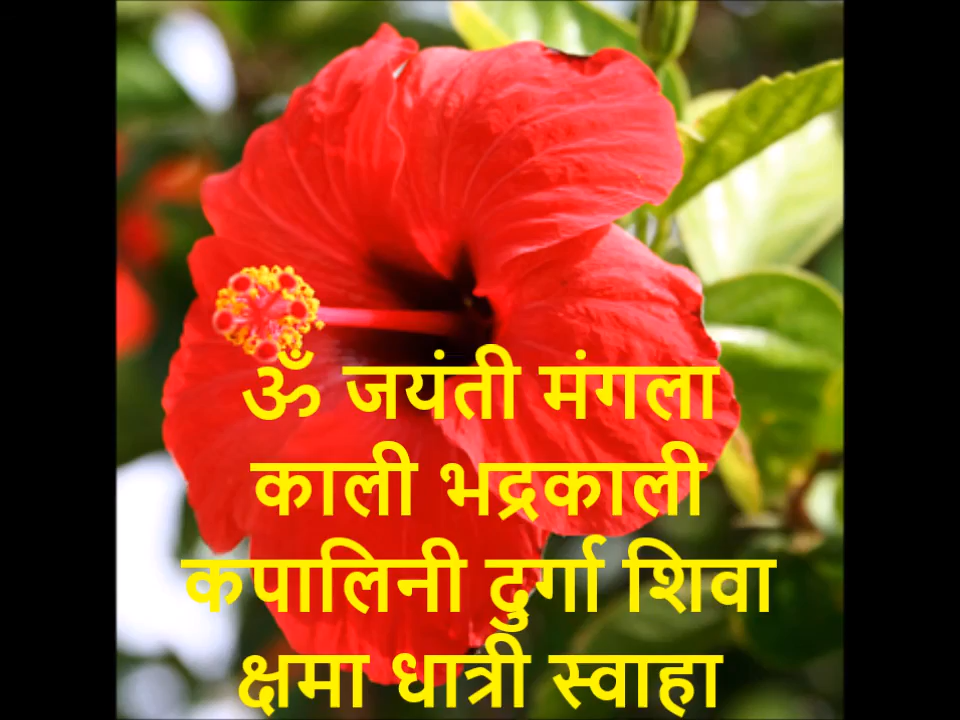 ॐ जयंती मंगला
काली भद्रकाली
कपालिनी दुर्गा शिवा
क्षमा धात्री स्वाहा